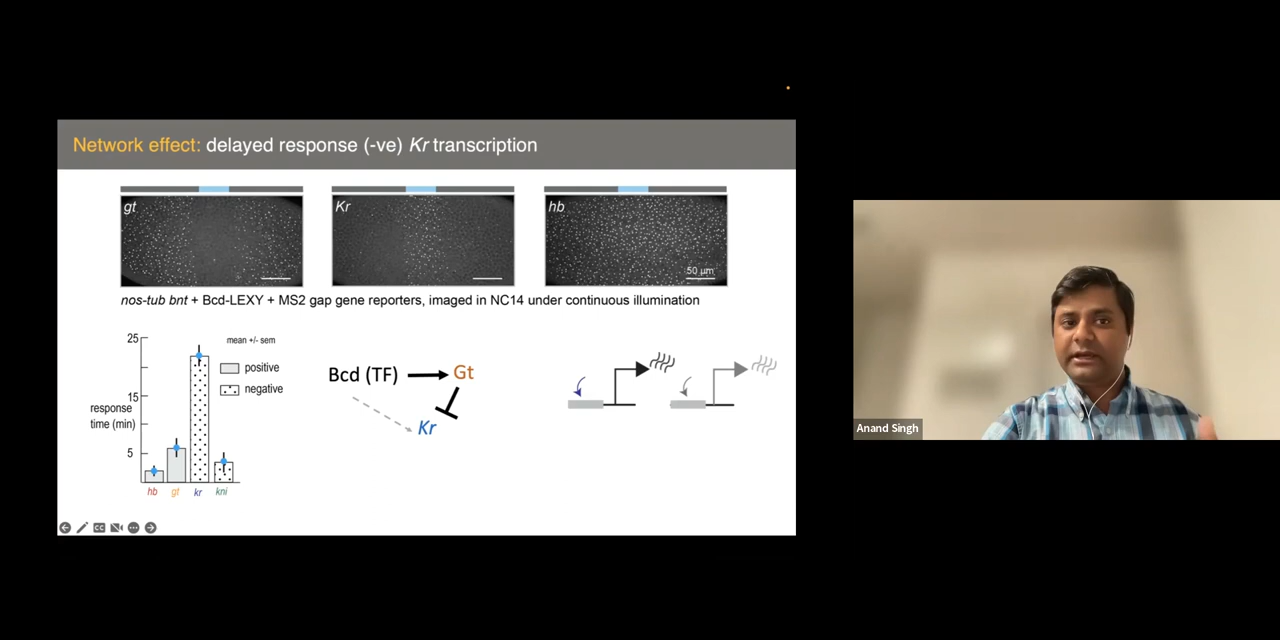 Network effect: delayed response (-ve) Kr transcription
gt
Kr
hb
50 μm
nos-tub bnt + Bcd-LEXY + MS2 gap gene reporters, imaged in NC14 under continuous illumination
25
15
5
response
time (min)
mean +/- sem
positive
negative
hb gt kr kni
Bcd (TF)
Gt
Kr
CC
Anand Singh